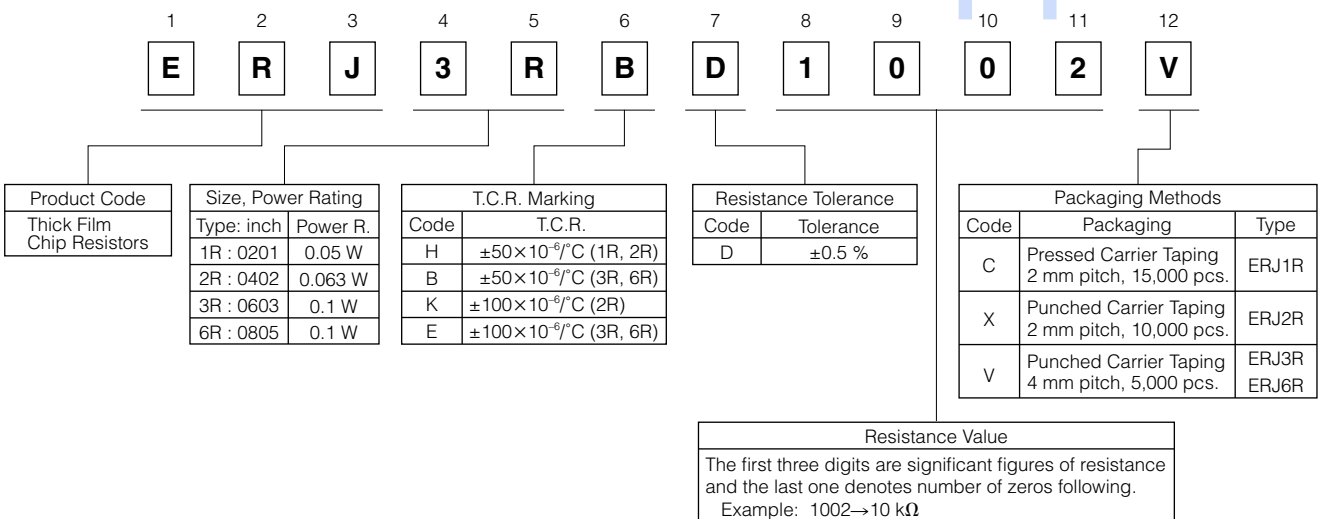 1 2 3 4 5 6 7 8 9 10 11 12
E R J 3 R B D 1 0 0 2 V
Product Code
Thick Film
Chip Resistors
Size, Power Rating
Type: inch Power R.
1R : 0201 0.05 W
2R : 0402 0.063 W
3R : 0603 0.1 W
6R : 0805 0.1 W
T.C.R. Marking
Code T.C.R.
H ±50×10⁻⁶/°C (1R, 2R)
B ±50×10⁻⁶/°C (3R, 6R)
K ±100×10⁻⁶/°C (2R)
E ±100×10⁻⁶/°C (3R, 6R)
Resistance Tolerance
Code Tolerance
D ±0.5 %
Packaging Methods
Code Packaging Type
C Pressed Carrier Taping
2 mm pitch, 15,000 pcs. ERJ1R
X Punched Carrier Taping
2 mm pitch, 10,000 pcs. ERJ2R
V Punched Carrier Taping
4 mm pitch, 5,000 pcs. ERJ3R
ERJ6R
Resistance Value
The first three digits are significant figures of resistance
and the last one denotes number of zeros following.
Example: 1002→10 kΩ